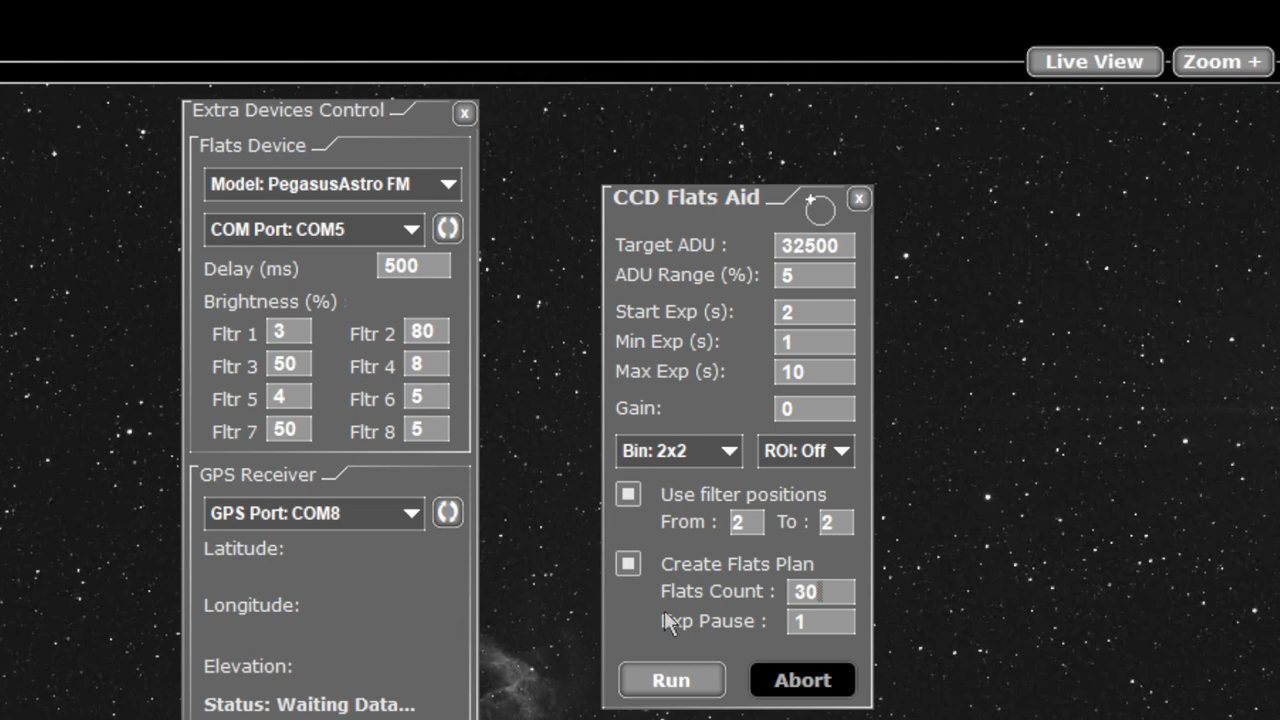 Live View
Zoom +
Extra Devices Control
x
Flats Device
Model: PegasusAstro FM
COM Port: COM5
Delay (ms) 500
Brightness (%) :
Fltr 1 3 Fltr 2 80
Fltr 3 50 Fltr 4 8
Fltr 5 4 Fltr 6 5
Fltr 7 50 Fltr 8 5
GPS Receiver
GPS Port: COM8
Latitude:
Longitude:
Elevation:
Status: Waiting Data...
CCD Flats Aid
x
Target ADU : 32500
ADU Range (%): 5
Start Exp (s): 2
Min Exp (s): 1
Max Exp (s): 10
Gain: 0
Bin: 2x2 ROI: Off
Use filter positions
From : 2 To : 2
Create Flats Plan
Flats Count : 30
Exp Pause : 1
Run Abort